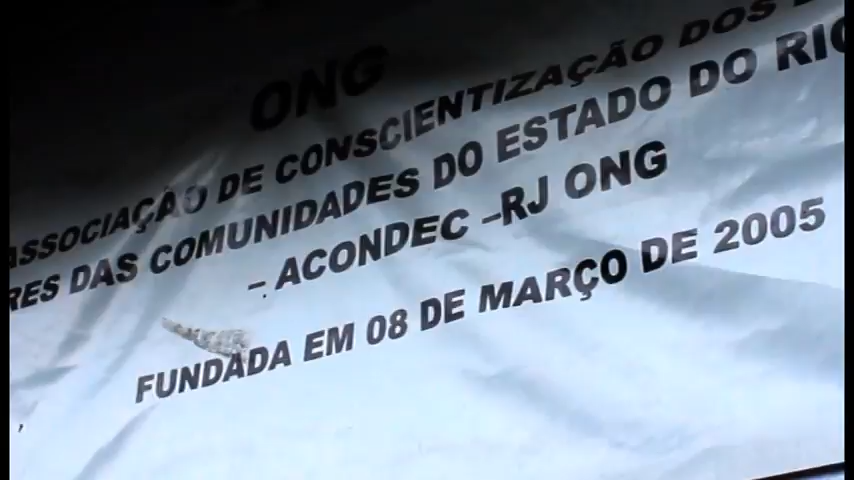 ONG
ASSOCIAÇÃO DE CONSCIENTIZAÇÃO DOS
DAS COMUNIDADES DO ESTADO DO RIO
- ACONDEC -RJ ONG
FUNDADA EM 08 DE MARÇO DE 2005